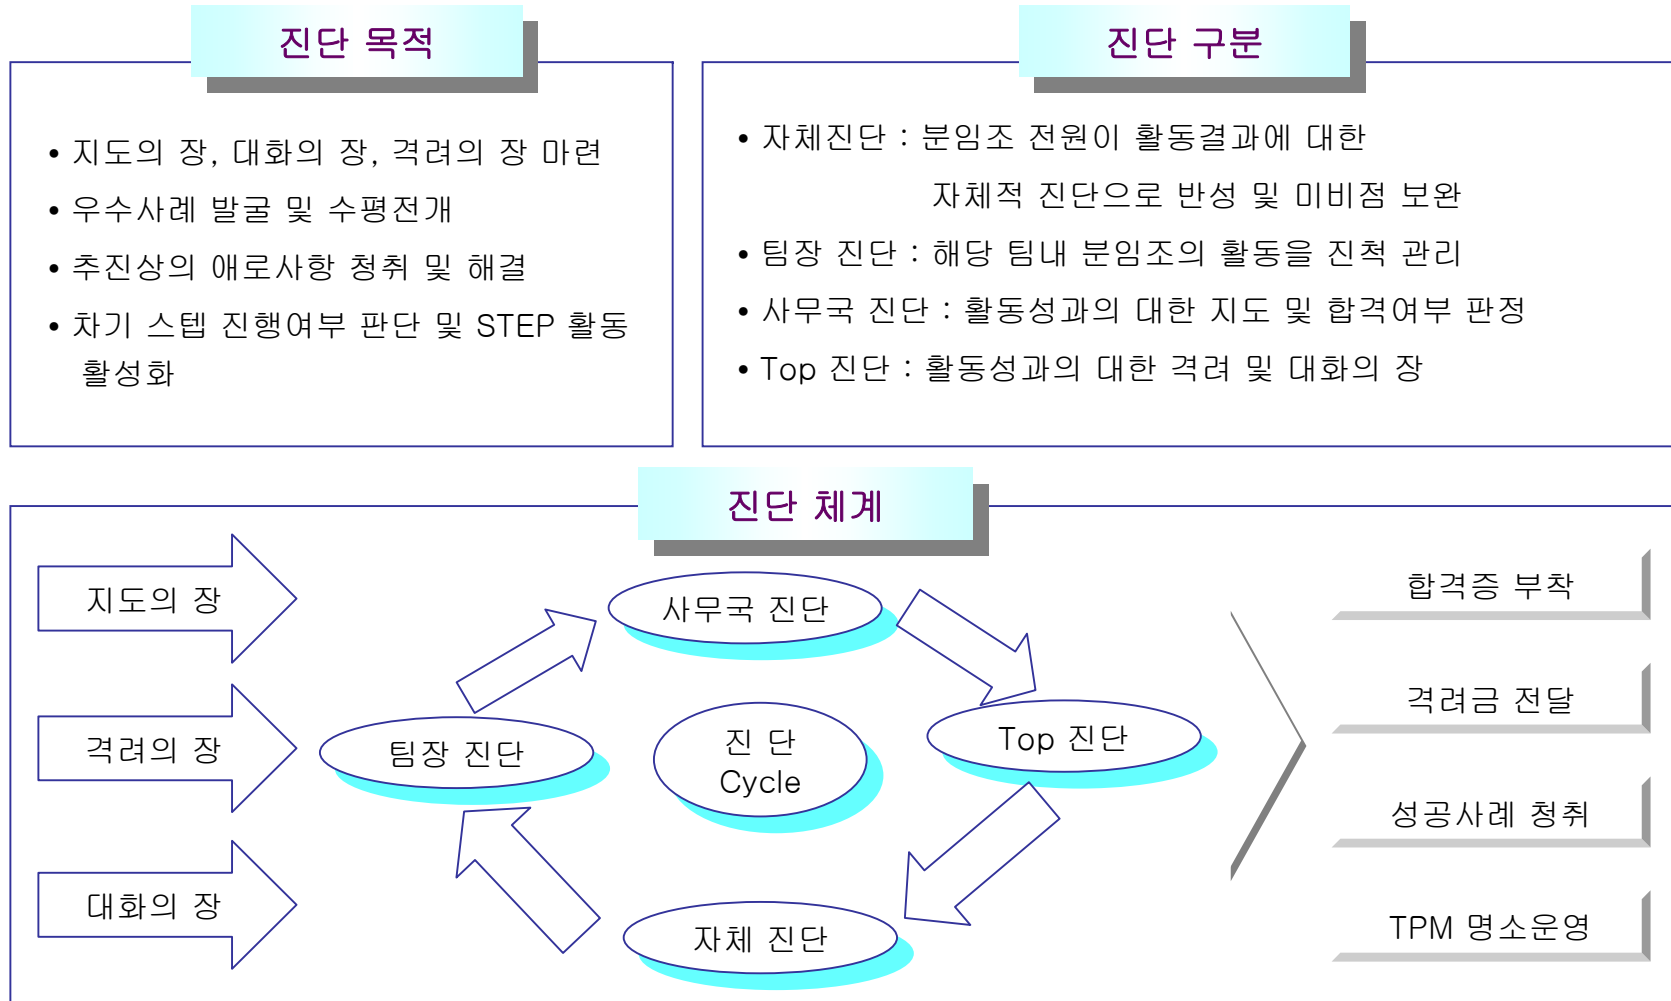 진단 목적
• 지도의 장, 대화의 장, 격려의 장 마련
• 우수사례 발굴 및 수평전개
• 추진상의 애로사항 청취 및 해결
• 차기 스텝 진행여부 판단 및 STEP 활동
활성화
진단 구분
• 자체진단 : 분임조 전원이 활동결과에 대한
자체적 진단으로 반성 및 미비점 보완
• 팀장 진단 : 해당 팀내 분임조의 활동을 진척 관리
• 사무국 진단 : 활동성과의 대한 지도 및 합격여부 판정
• Top 진단 : 활동성과의 대한 격려 및 대화의 장
진단 체계
지도의 장
격려의 장
대화의 장
사무국 진단
팀장 진단
진 단
Cycle
Top 진단
자체 진단
합격증 부착
격려금 전달
성공사례 청취
TPM 명소운영